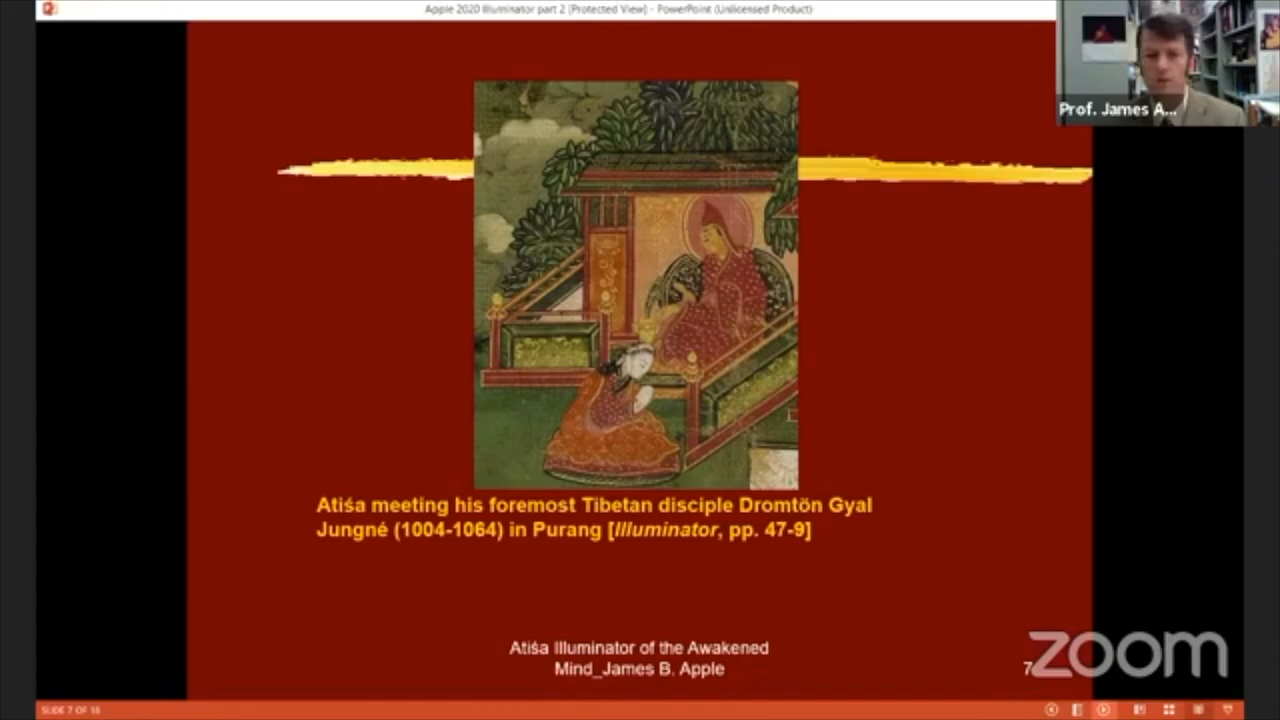 Apple 2020 Illuminator part 2 [Protected View] - PowerPoint (Unlicensed Product)
Prof. James A...
Atiśa meeting his foremost Tibetan disciple Dromtön Gyal
Jungné (1004-1064) in Purang [Illuminator, pp. 47-9]
Atiśa Illuminator of the Awakened
Mind_James B. Apple
7
zoom
SLIDE 7 OF 18